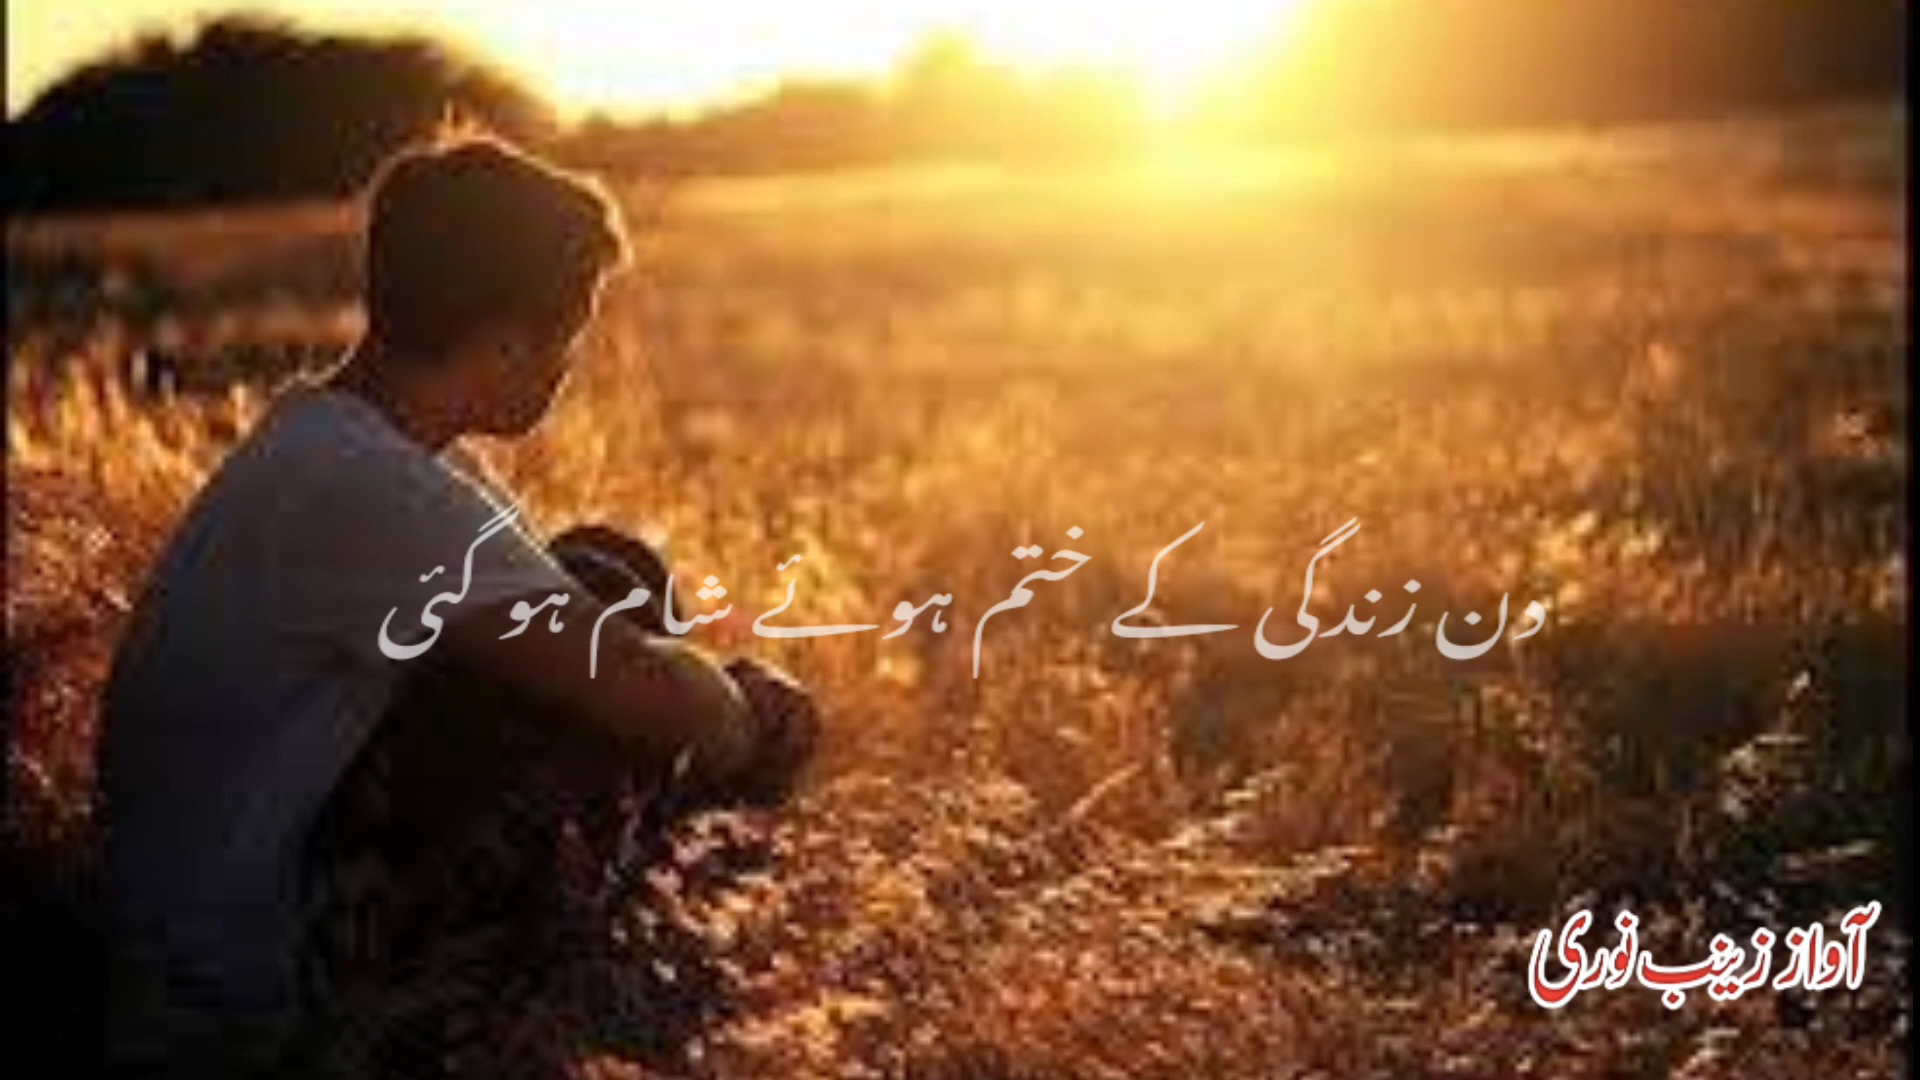 دن زندگی کے ختم ہوئے شام ہو گئی
آواز زینب نوری